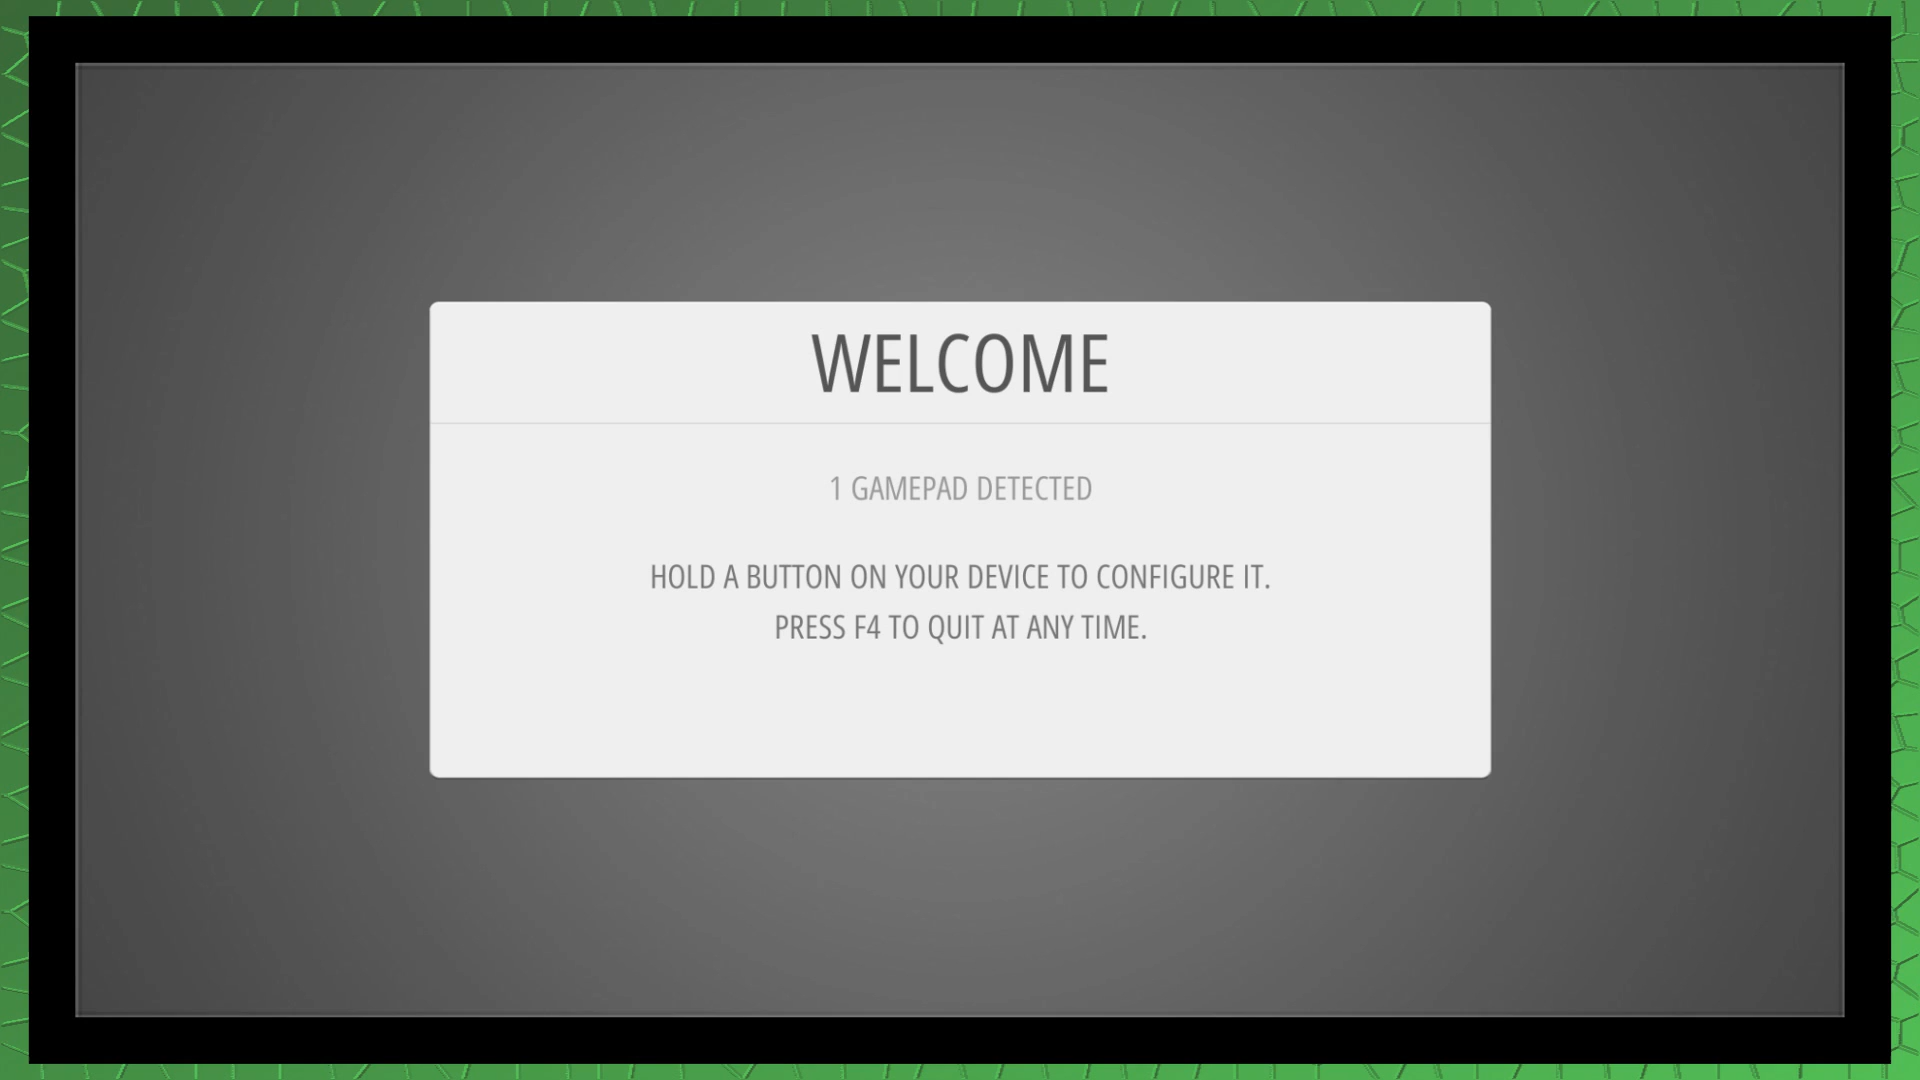 WELCOME
1 GAMEPAD DETECTED
HOLD A BUTTON ON YOUR DEVICE TO CONFIGURE IT.
PRESS F4 TO QUIT AT ANY TIME.